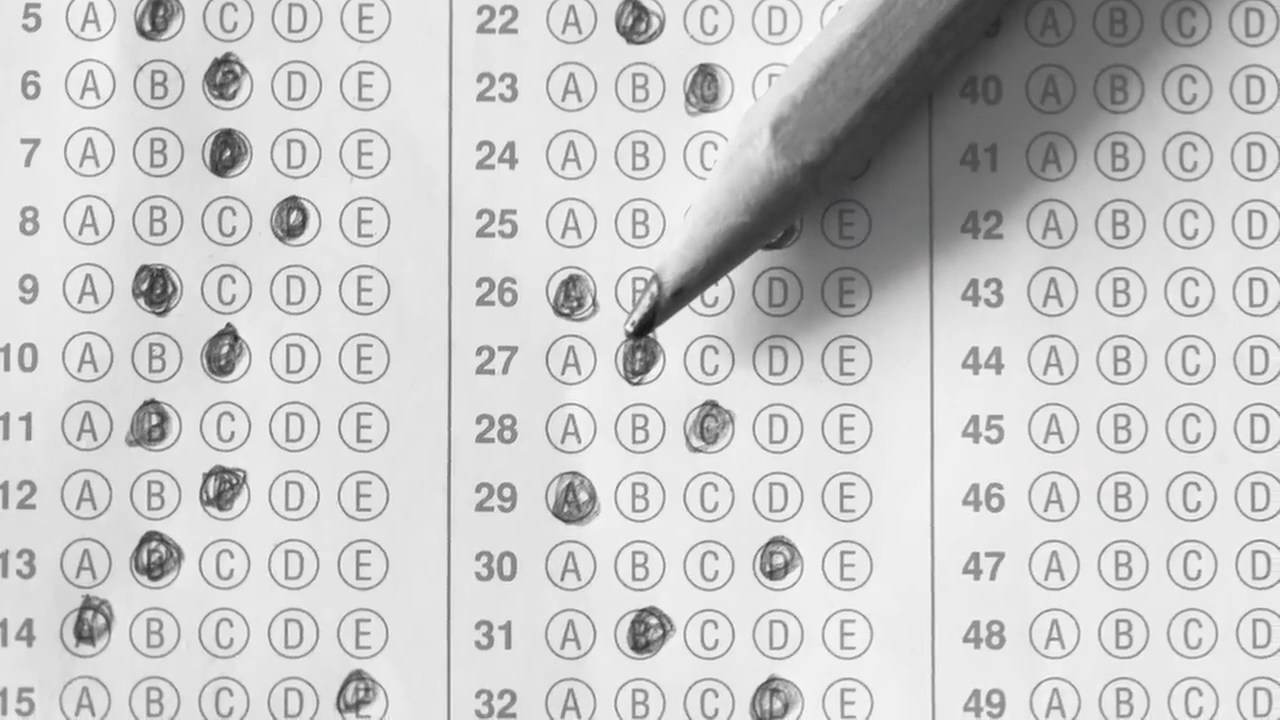 5 A C D E
6 A B C D E
7 A B D E
8 A B C D E
9 A C D E
10 A B D E
11 A B C D E
12 A B D E
13 A B C D E
14 A B C D E
15 A B C D E
22 A C D
23 A B C
24 A B C
25 A B E
26 A B C D E
27 A C D E
28 A B C D E
29 A B C D E
30 A B C D E
31 A B C D E
32 A B C D E
A B C D
40 A B C D
41 A B C D
42 A B C D
43 A B C D
44 A B C D
45 A B C D
46 A B C D
47 A B C D
48 A B C D
49 A B C D